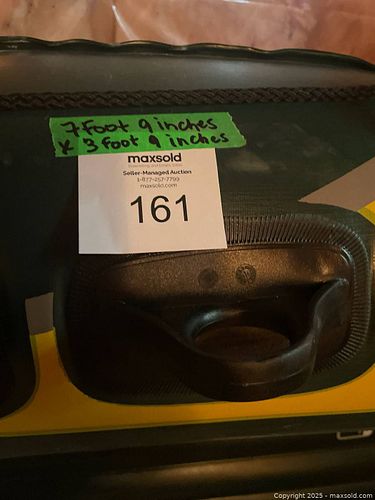 7 foot 9 inches
x 3 foot 9 inches
maxsold
Seller-Managed Auction
1-877-257-7799
maxsold.com
161
Copyright 2025 - maxsold.com